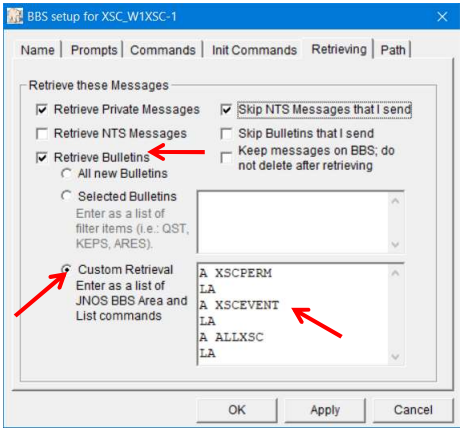 BBS setup for XSC_W1XSC-1
Name Prompts Commands Init Commands Retrieving Path
Retrieve these Messages
Retrieve Private Messages
Skip NTS Messages that I send
Retrieve NTS Messages
Skip Bulletins that I send
Retrieve Bulletins
Keep messages on BBS; do
not delete after retrieving
All new Bulletins
Selected Bulletins
Enter as a list of
filter items (i.e.: QST,
KEPS, ARES).
Custom Retrieval
Enter as a list of
JNOS BBS Area and
List commands
A XSCPERM
LA
A XSCEVENT
LA
A ALLXSC
LA
OK Apply Cancel